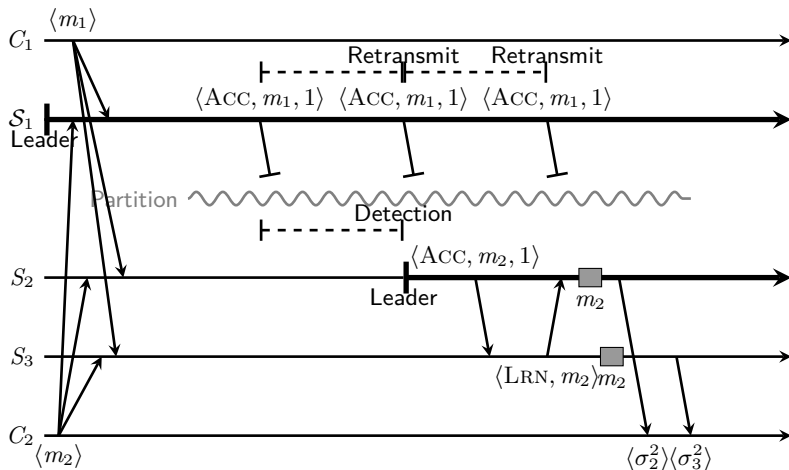 ⟨m₁⟩
C₁
Retransmit Retransmit
⟨ACC, m₁, 1⟩ ⟨ACC, m₁, 1⟩ ⟨ACC, m₁, 1⟩
S₁
Leader
Partition
Detection
⟨ACC, m₂, 1⟩
S₂
Leader
m₂
S₃
⟨LRN, m₂⟩ m₂
C₂
⟨m₂⟩
⟨σ₂²⟩ ⟨σ₃²⟩